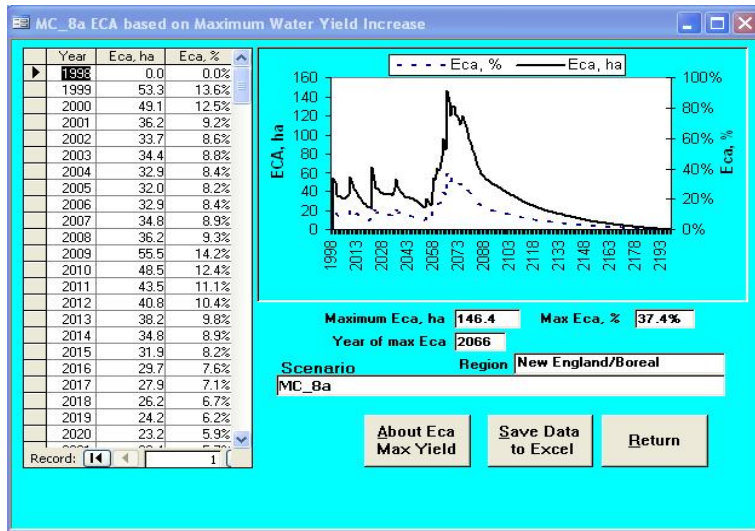 MC_8a ECA based on Maximum Water Yield Increase
Year Eca, ha Eca, %
1998 0.0 0.0%
1999 53.3 13.6%
2000 49.1 12.5%
2001 36.2 9.2%
2002 33.7 8.6%
2003 34.4 8.8%
2004 32.9 8.4%
2005 32.0 8.2%
2006 32.9 8.4%
2007 34.8 8.9%
2008 36.2 9.3%
2009 55.5 14.2%
2010 48.5 12.4%
2011 43.5 11.1%
2012 40.8 10.4%
2013 38.2 9.8%
2014 34.8 8.9%
2015 31.9 8.2%
2016 29.7 7.6%
2017 27.9 7.1%
2018 26.2 6.7%
2019 24.2 6.2%
2020 23.2 5.9%
Record: 1
Eca, % Eca, ha
ECA, ha
160
140
120
100
80
60
40
20
0
100%
80%
60%
40%
20%
0%
Eca, %
1998 2013 2028 2043 2058 2073 2088 2103 2118 2133 2148 2163 2178 2193
Maximum Eca, ha 146.4 Max Eca, % 37.4%
Year of max Eca 2066
Region New England/Boreal
Scenario
MC_8a
About Eca
Max Yield
Save Data
to Excel
Return